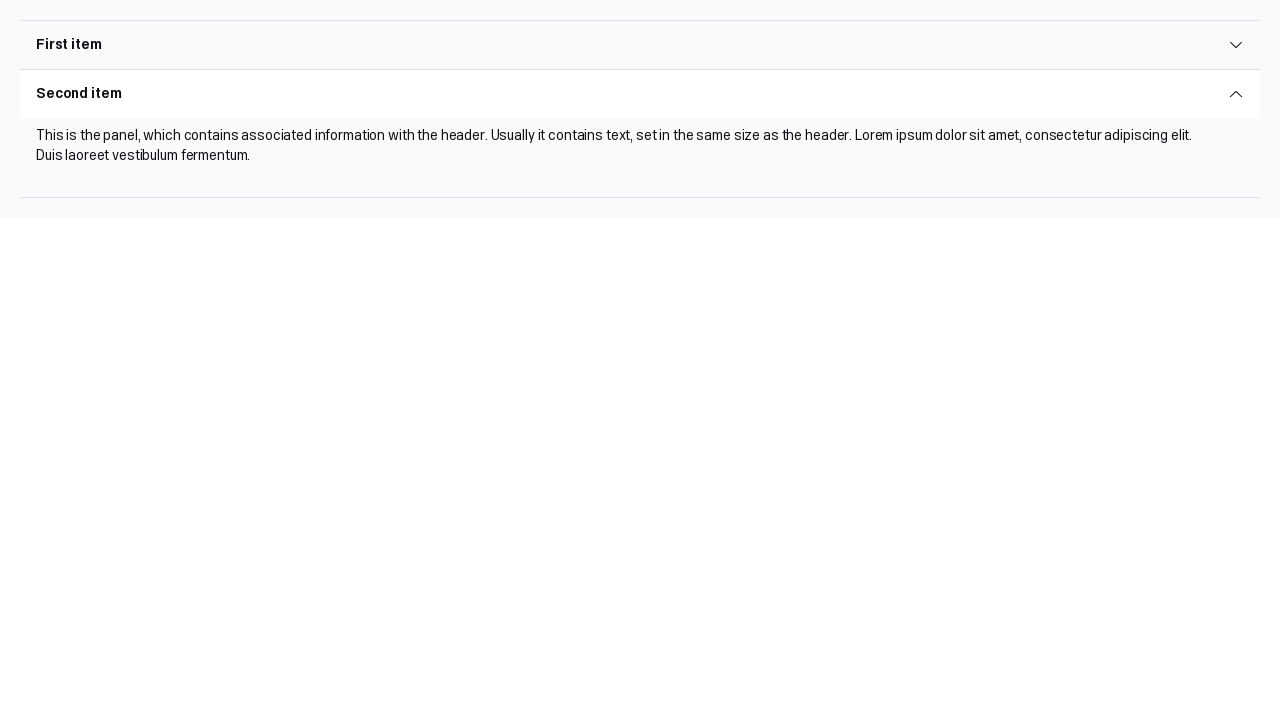 First item
Second item
This is the panel, which contains associated information with the header. Usually it contains text, set in the same size as the header. Lorem ipsum dolor sit amet, consectetur adipiscing elit.
Duis laoreet vestibulum fermentum.